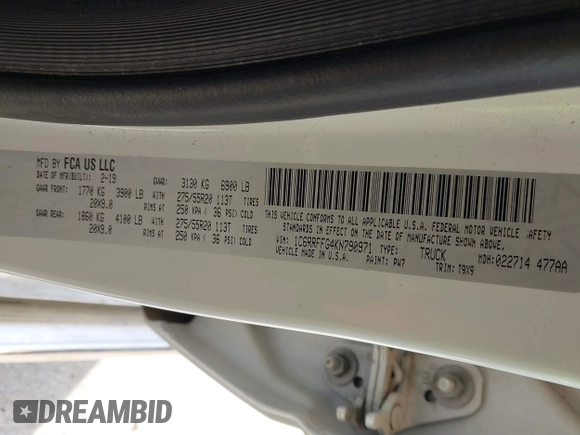 MFD BY FCA US LLC
MFD(BUILT): 2-19 GVWR: 3130 KG 6900 LB
GAWR FRONT: 1770 KG 3900 LB WITH 275/55R20 113T TIRES
20X9.0 RIMS AT 250 KPA ( 36 PSI) COLD
GAWR REAR: 1860 KG 4100 LB WITH 275/55R20 113T TIRES
20X9.0 RIMS AT 250 KPA ( 36 PSI) COLD
THIS VEHICLE CONFORMS TO ALL APPLICABLE U.S.A. FEDERAL MOTOR VEHICLE SAFETY
STANDARDS IN EFFECT ON THE DATE OF MANUFACTURE SHOWN ABOVE
VIN: 1C6RRFFG4KN790971 TYPE: TRUCK MDH:022714 477AA
VEHICLE MADE IN U.S.A. PAINT: PW7 TRIM: T9X9
DREAMBID